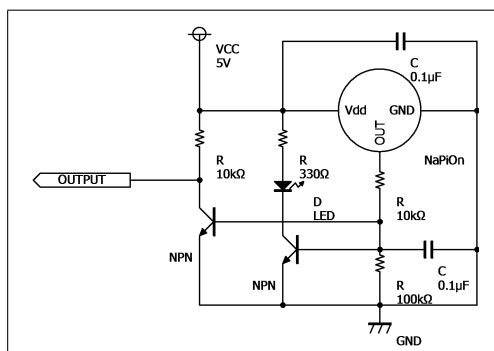 VCC
5V
C
0.1μF
Vdd
GND
OUT
NaPiOn
R
10kΩ
R
330Ω
OUTPUT
D
LED
R
10kΩ
NPN
NPN
R
100kΩ
C
0.1μF
GND